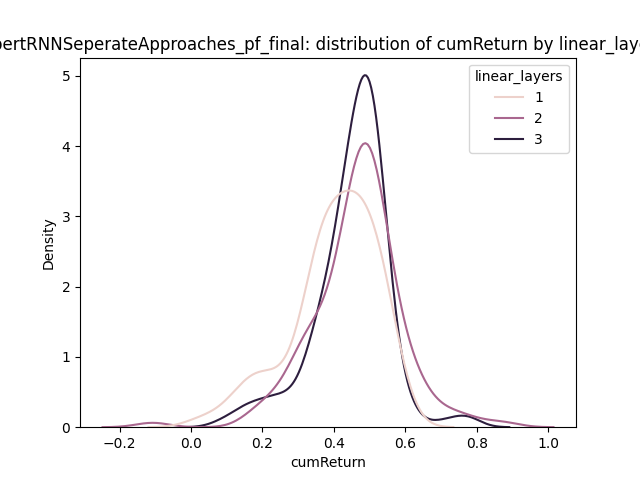 pertRNNSeperateApproaches_pf_final: distribution of cumReturn by linear_lay
linear_layers
1
2
3
5
4
3
2
1
0
Density
−0.2 0.0 0.2 0.4 0.6 0.8 1.0
cumReturn